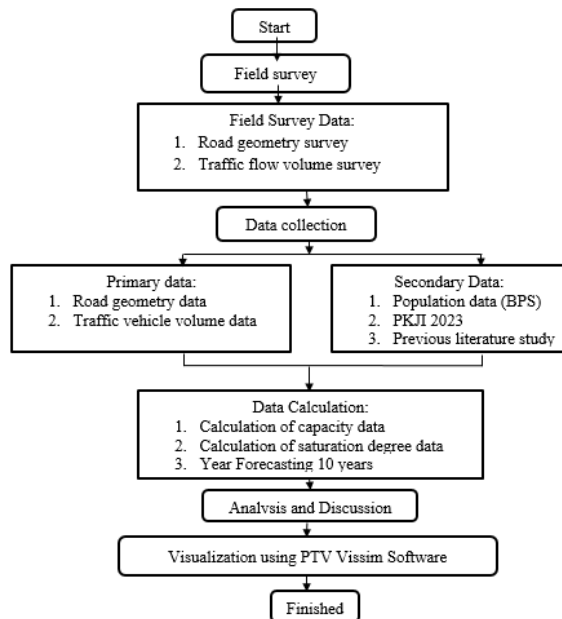 Start
Field survey
Field Survey Data:
1. Road geometry survey
2. Traffic flow volume survey
Data collection
Primary data:
1. Road geometry data
2. Traffic vehicle volume data
Secondary Data:
1. Population data (BPS)
2. PKJI 2023
3. Previous literature study
Data Calculation:
1. Calculation of capacity data
2. Calculation of saturation degree data
3. Year Forecasting 10 years
Analysis and Discussion
Visualization using PTV Vissim Software
Finished